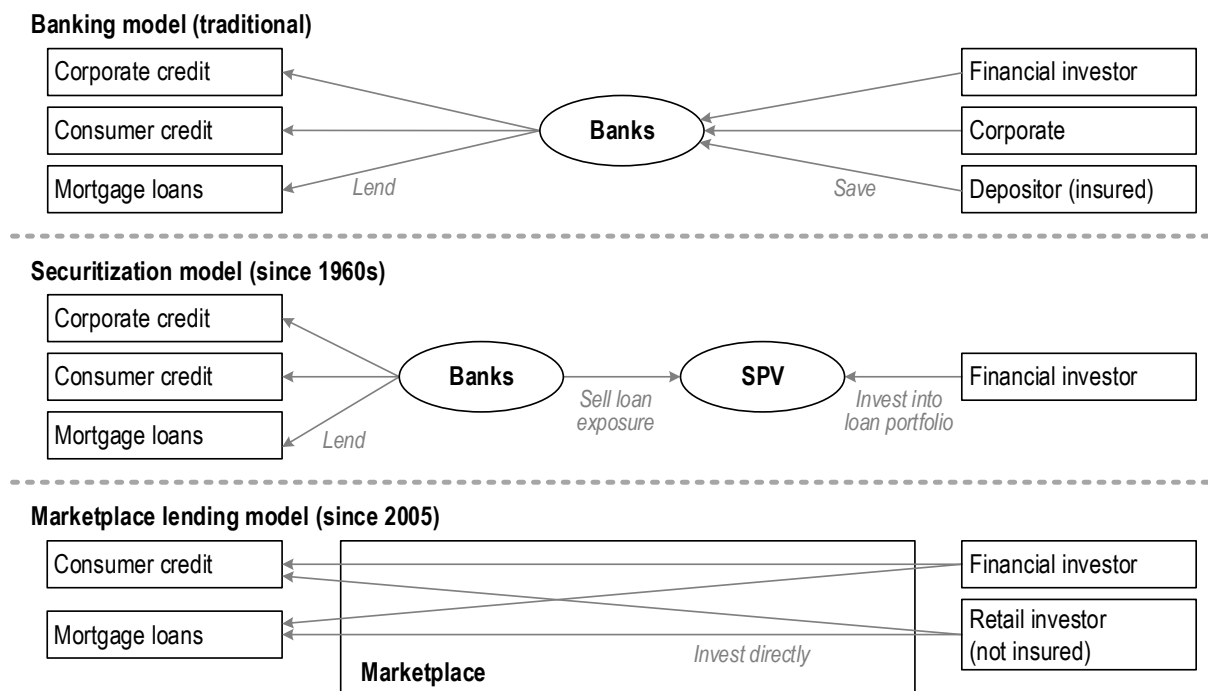 Banking model (traditional)
Corporate credit
Consumer credit
Mortgage loans
Lend
Banks
Save
Financial investor
Corporate
Depositor (insured)
Securitization model (since 1960s)
Corporate credit
Consumer credit
Mortgage loans
Lend
Banks
Sell loan
exposure
SPV
Invest into
loan portfolio
Financial investor
Marketplace lending model (since 2005)
Consumer credit
Mortgage loans
Invest directly
Marketplace
Financial investor
Retail investor
(not insured)